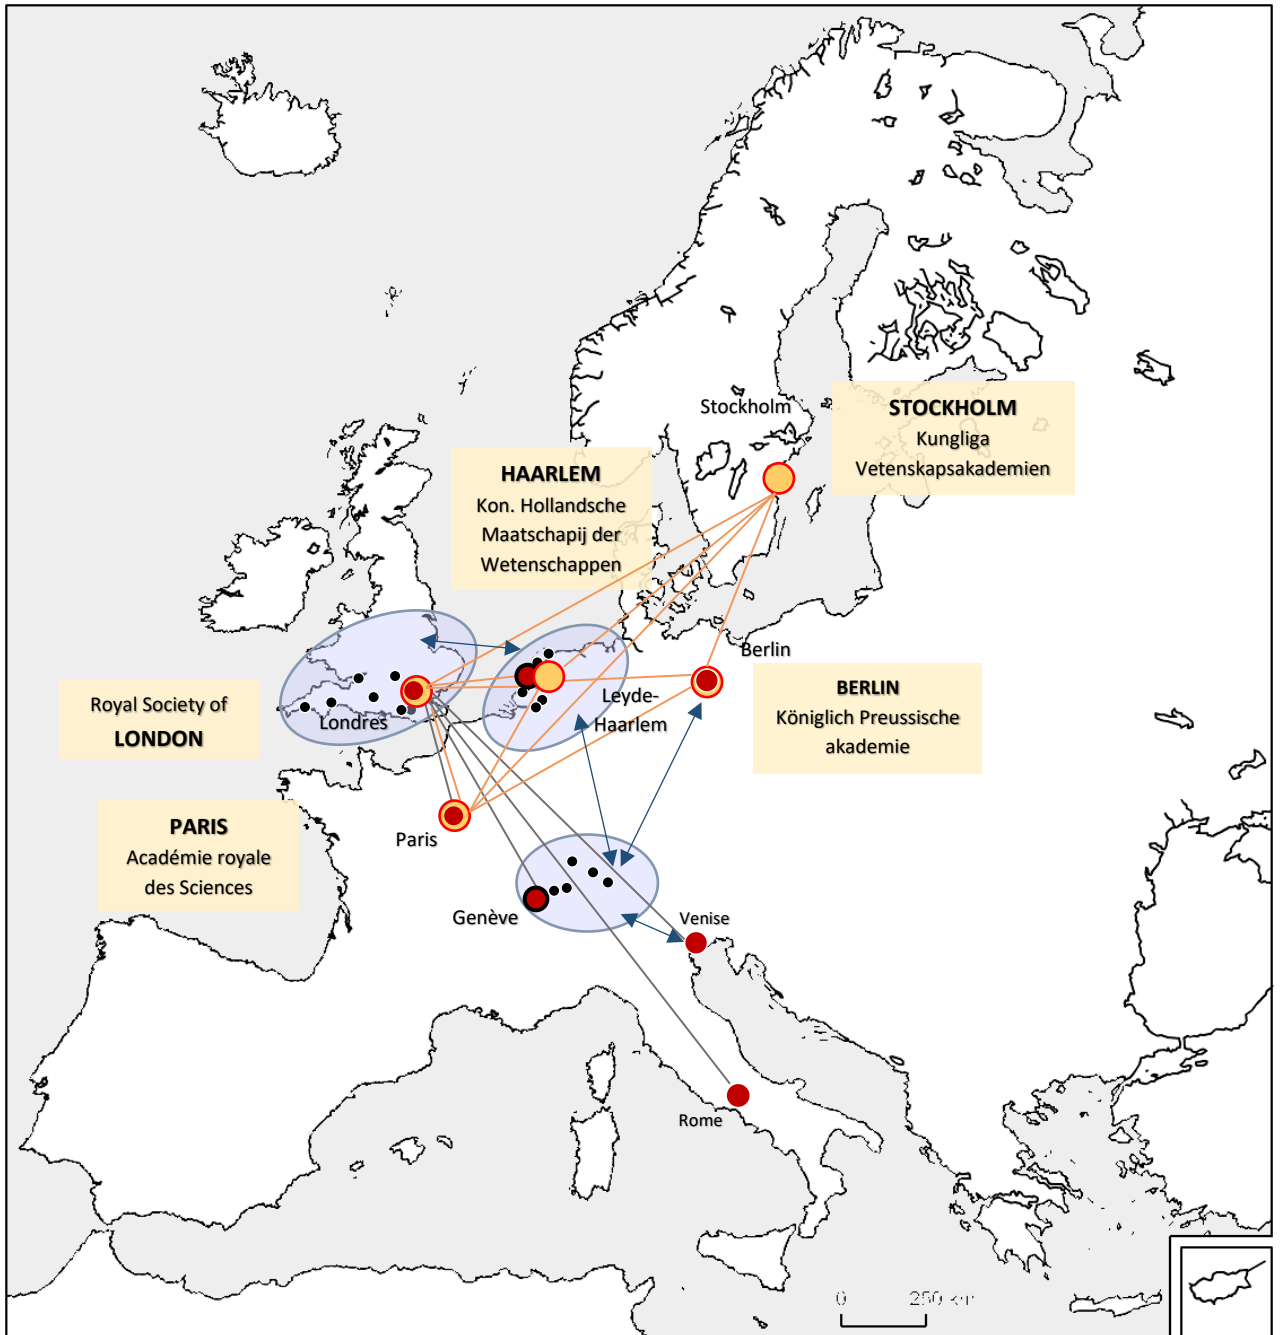 Stockholm
STOCKHOLM
Kungliga
Vetenskapsakademien
HAARLEM
Kon. Hollandsche
Maatschapij der
Wetenschappen
Berlin
BERLIN
Königlich Preussische
akademie
Leyde-
Haarlem
Royal Society of
LONDON
Londres
PARIS
Académie royale
des Sciences
Paris
Genève
Venise
Rome
0 250 km